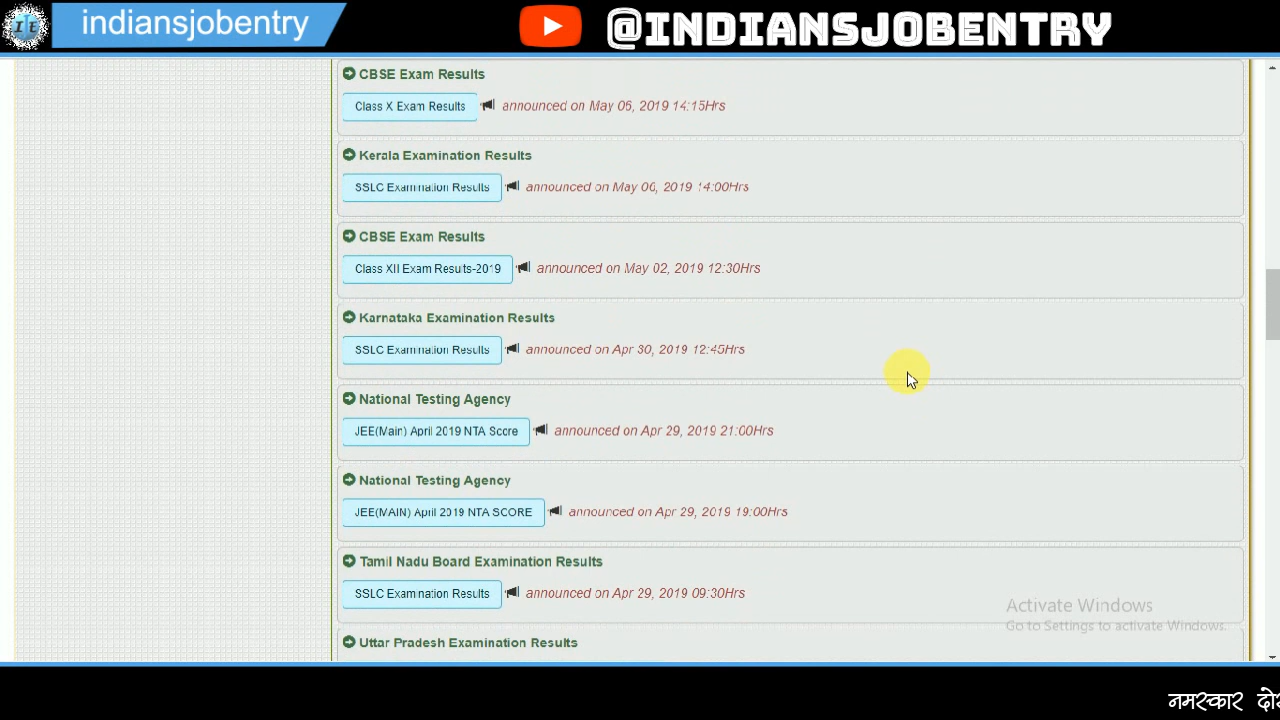 IE indiansjobentry @INDIANSJOBENTRY
CBSE Exam Results
Class X Exam Results announced on May 06, 2019 14:15Hrs
Kerala Examination Results
SSLC Examination Results announced on May 06, 2019 14:00Hrs
CBSE Exam Results
Class XII Exam Results-2019 announced on May 02, 2019 12:30Hrs
Karnataka Examination Results
SSLC Examination Results announced on Apr 30, 2019 12:45Hrs
National Testing Agency
JEE(Main) April 2019 NTA Score announced on Apr 29, 2019 21:00Hrs
National Testing Agency
JEE(MAIN) April 2019 NTA SCORE announced on Apr 29, 2019 19:00Hrs
Tamil Nadu Board Examination Results
SSLC Examination Results announced on Apr 29, 2019 09:30Hrs
Activate Windows
Go to Settings to activate Windows.
Uttar Pradesh Examination Results
नमस्कार